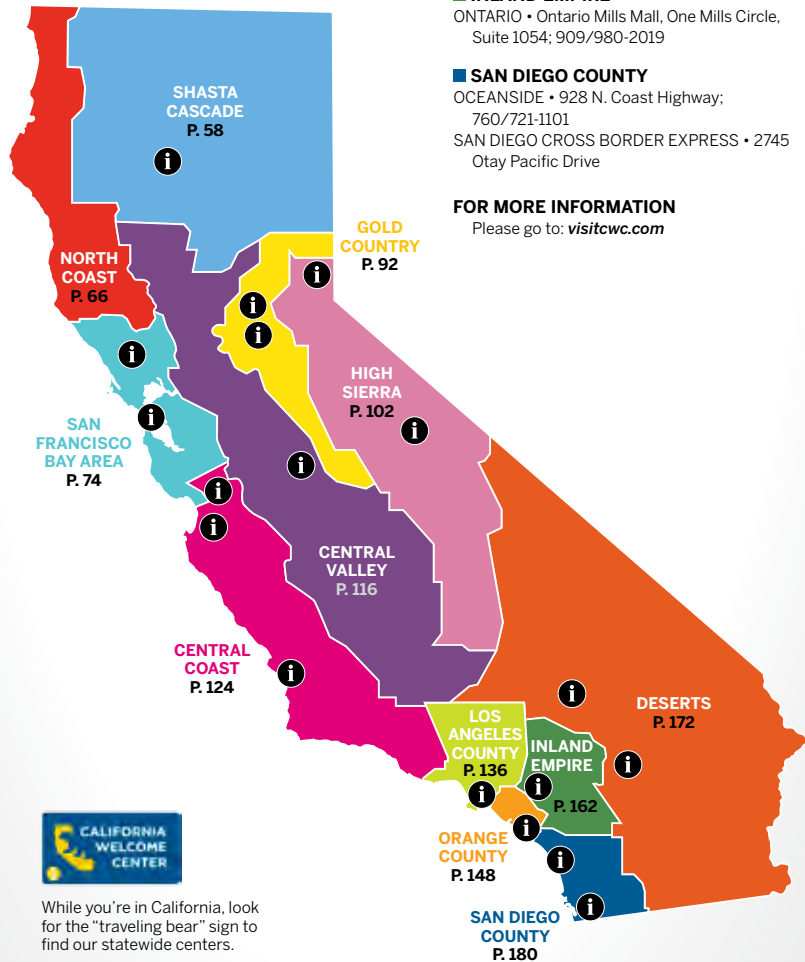 INLAND EMPIRE
ONTARIO • Ontario Mills Mall, One Mills Circle,
Suite 1054; 909/980-2019
SAN DIEGO COUNTY
OCEANSIDE • 928 N. Coast Highway;
760/721-1101
SAN DIEGO CROSS BORDER EXPRESS • 2745
Otay Pacific Drive
FOR MORE INFORMATION
Please go to: visitcwc.com
SHASTA
CASCADE
P. 58
i
GOLD
COUNTRY
P. 92
NORTH
COAST
P. 66
i
i
i
i
HIGH
SIERRA
P. 102
i
SAN
FRANCISCO
BAY AREA
P. 74
i
i
i
i
CENTRAL
VALLEY
P. 116
CENTRAL
COAST
P. 124
i
i
DESERTS
P. 172
LOS
ANGELES
COUNTY
P. 136
INLAND
EMPIRE
P. 162
i
i
i
i
ORANGE
COUNTY
P. 148
i
i
SAN DIEGO
COUNTY
P. 180
CALIFORNIA
WELCOME
CENTER
While you're in California, look
for the "traveling bear" sign to
find our statewide centers.